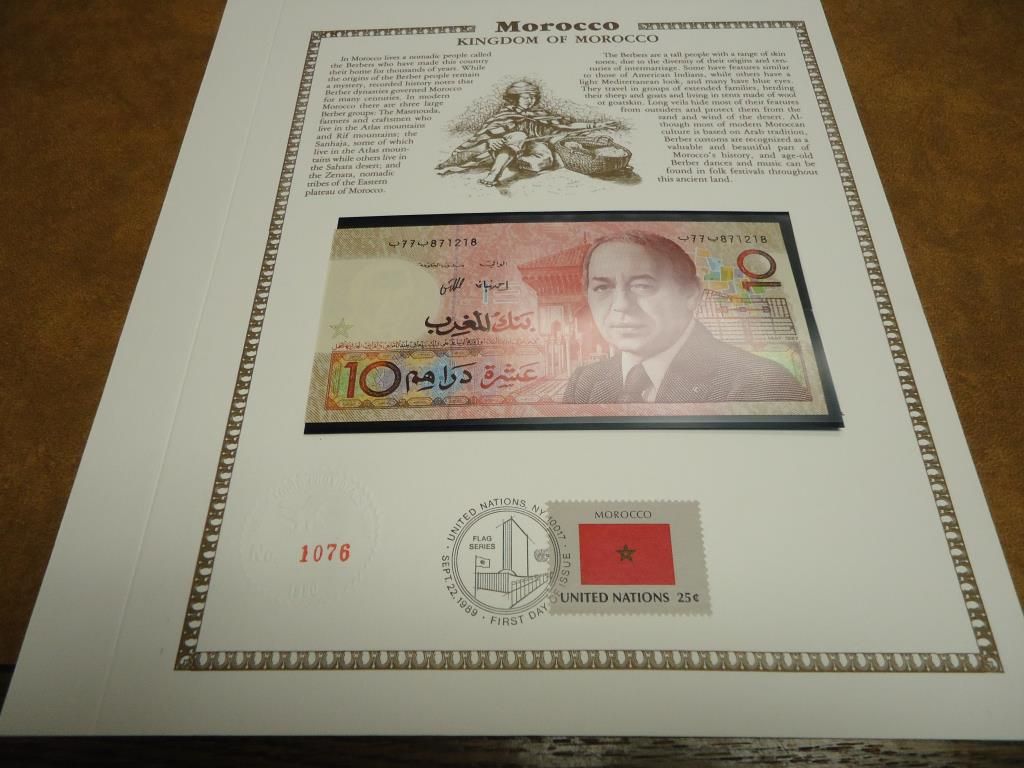 Morocco
KINGDOM OF MOROCCO
In Morocco lives a nomadic people called
the Berbers who have made this country
their home for thousands of years. While
the origins of the Berber people remain
a mystery, recorded history notes that
Berber dynasties governed Morocco
for many centuries. In modern
Morocco there are three large
Berber groups: The Masmouda,
farmers and craftsmen who
live in the Atlas mountains
and Rif mountains; the
Sanhaja, some of which
live in the Atlas moun-
tains while others live in
the Sahara desert; and
the Zenata, nomadic
tribes of the Eastern
plateau of Morocco.
The Berbers are a tall people with a range of skin
tones, due to the diversity of their origins and cen-
turies of intermarriage. Some have features similar
to those of American Indians, while others have a
light Mediterranean look, and many have blue eyes.
They travel in groups of extended families, herding
their sheep and goats and living in tents made of wool
or goatskin. Long veils hide most of their features
from outsiders and protect them from the
sand and wind of the desert. Al-
though most of modern Moroccan
culture is based on Arab tradition,
Berber customs are recognized as a
valuable and beautiful part of
Morocco's history, and age-old
Berber dances and music can be
found in folk festivals throughout
this ancient land.
ب77ب871218
ب77ب871218
10
الوالي
بنك المغرب
10 عشرة دراهم
No. 1076
UNITED NATIONS, NY 10017
FLAG
SERIES
SEPT. 22, 1989 · FIRST DAY OF ISSUE
MOROCCO
UNITED NATIONS 25¢